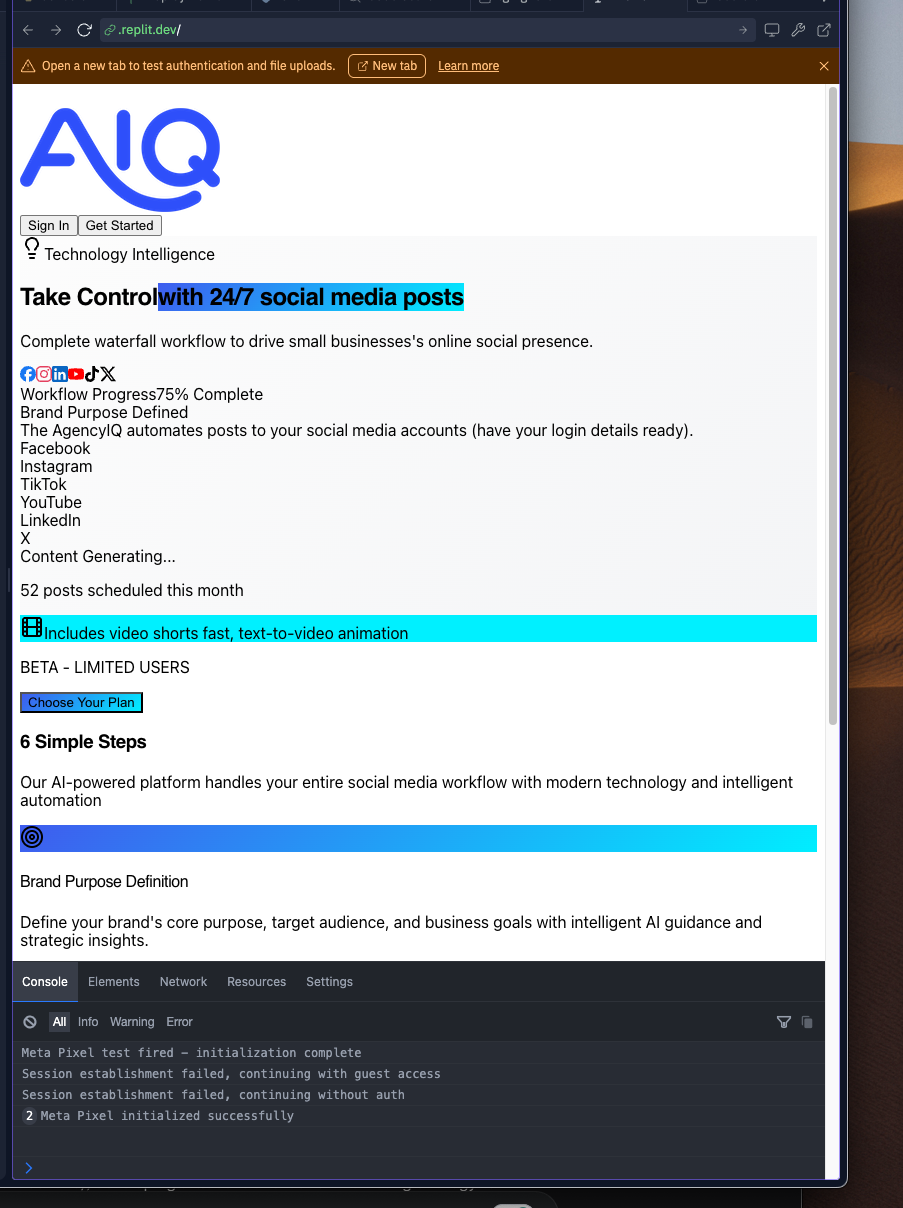 .replit.dev/
Open a new tab to test authentication and file uploads. New tab Learn more
AIQ
Sign In Get Started
Technology Intelligence
Take Controlwith 24/7 social media posts
Complete waterfall workflow to drive small businesses's online social presence.
Workflow Progress75% Complete
Brand Purpose Defined
The AgencyIQ automates posts to your social media accounts (have your login details ready).
Facebook
Instagram
TikTok
YouTube
LinkedIn
X
Content Generating...
52 posts scheduled this month
Includes video shorts fast, text-to-video animation
BETA - LIMITED USERS
Choose Your Plan
6 Simple Steps
Our AI-powered platform handles your entire social media workflow with modern technology and intelligent
automation
Brand Purpose Definition
Define your brand's core purpose, target audience, and business goals with intelligent AI guidance and
strategic insights.
Console Elements Network Resources Settings
All Info Warning Error
Meta Pixel test fired – initialization complete
Session establishment failed, continuing with guest access
Session establishment failed, continuing without auth
2 Meta Pixel initialized successfully